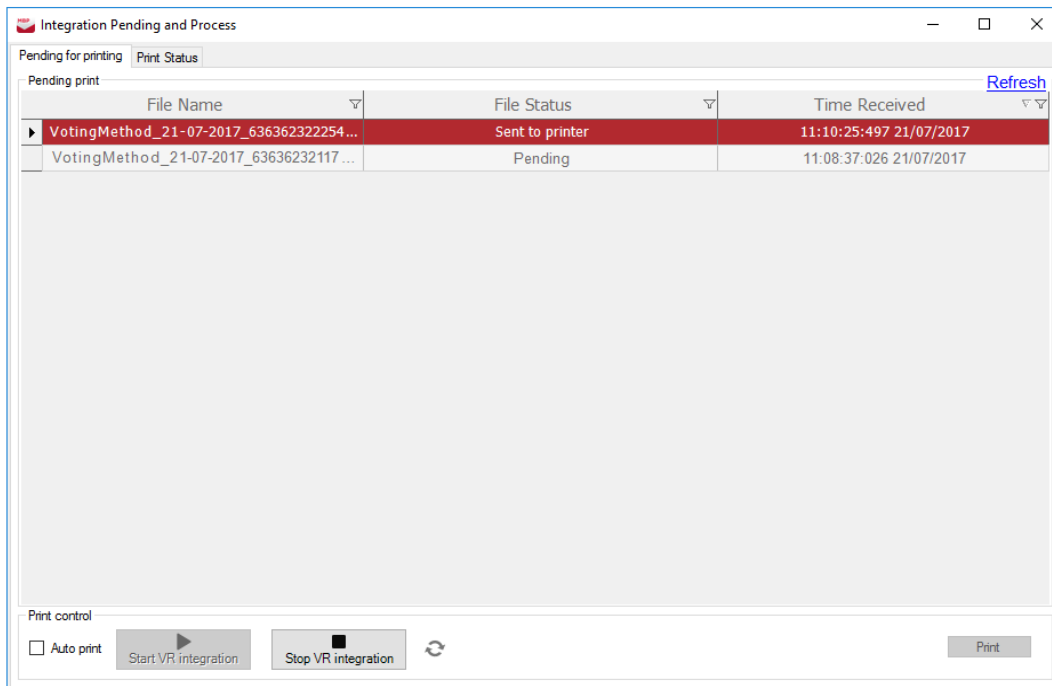 MBP Integration Pending and Process
Pending for printing Print Status
Pending print Refresh
File Name File Status Time Received
VotingMethod_21-07-2017_636362322254... Sent to printer 11:10:25:497 21/07/2017
VotingMethod_21-07-2017_63636232117... Pending 11:08:37:026 21/07/2017
Print control
Auto print Start VR integration Stop VR integration Print